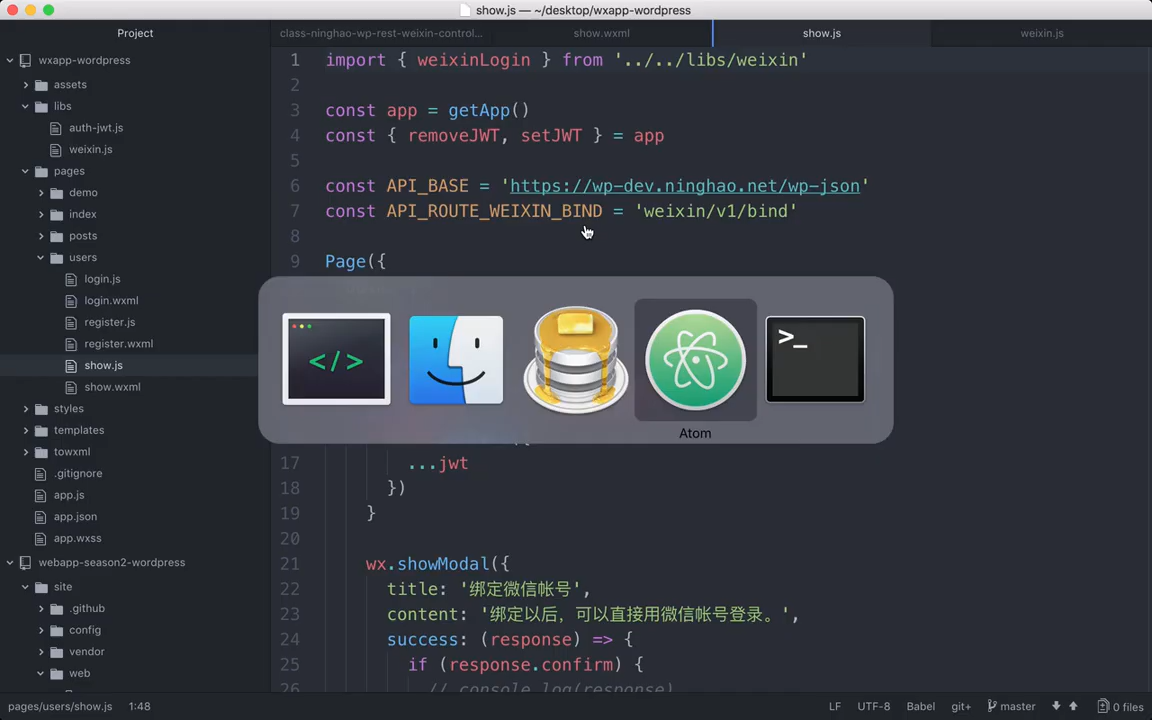 show.js — ~/desktop/wxapp-wordpress
Project
class-ninghao-wp-rest-weixin-control...
show.wxml
show.js
weixin.js
wxapp-wordpress
assets
libs
auth-jwt.js
weixin.js
pages
demo
index
posts
users
login.js
login.wxml
register.js
register.wxml
show.js
show.wxml
styles
templates
towxml
.gitignore
app.js
app.json
app.wxss
webapp-season2-wordpress
site
.github
config
vendor
web
1 import { weixinLogin } from '../../libs/weixin'
2
3 const app = getApp()
4 const { removeJWT, setJWT } = app
5
6 const API_BASE = 'https://wp-dev.ninghao.net/wp-json'
7 const API_ROUTE_WEIXIN_BIND = 'weixin/v1/bind'
8
9 Page({
</>
>_
Atom
17 ...jwt
18 })
19 }
20
21 wx.showModal({
22 title: '绑定微信帐号',
23 content: '绑定以后，可以直接用微信帐号登录。',
24 success: (response) => {
25 if (response.confirm) {
26 // console.log(response)
pages/users/show.js 1:48
LF UTF-8 Babel git+ master 0 files